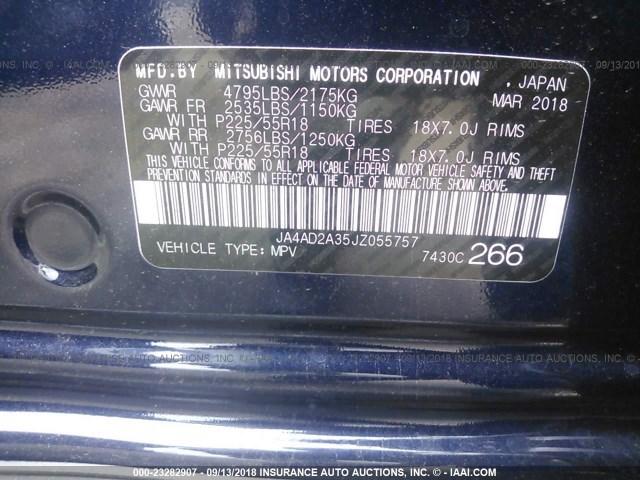 MFD.BY MITSUBISHI MOTORS CORPORATION , JAPAN
GVWR 4795LBS/2175KG MAR 2018
GAWR FR 2535LBS/1150KG
WITH P225/55R18 TIRES 18X7.0J RIMS
GAWR RR 2756LBS/1250KG
WITH P225/55R18 TIRES 18X7.0J RIMS
THIS VEHICLE CONFORMS TO ALL APPLICABLE FEDERAL MOTOR VEHICLE SAFETY AND THEFT
PREVENTION STANDARDS IN EFFECT ON THE DATE OF MANUFACTURE SHOWN ABOVE.
JA4AD2A35JZ055757
VEHICLE TYPE: MPV 7430C 266
000-23282907 - 09/13/2018 INSURANCE AUTO AUCTIONS INC. - © - IAAI.COM